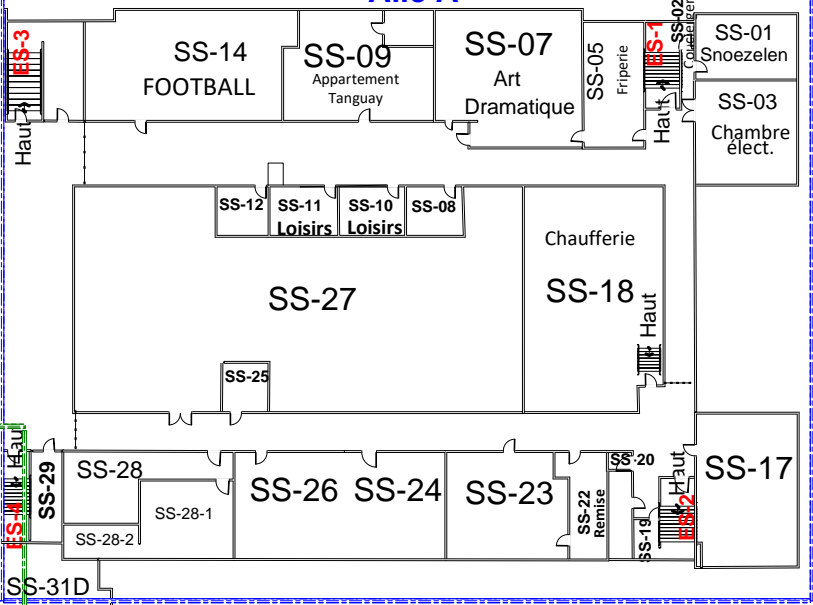 ES-3
Haut
SS-14
FOOTBALL
SS-09
Appartement
Tanguay
SS-07
Art
Dramatique
SS-05
Friperie
ES-1
Haut
SS-02
SS-01
Snoezelen
SS-03
Chambre
élect.
SS-12
SS-11
Loisirs
SS-10
Loisirs
SS-08
Chaufferie
SS-27
SS-18
Haut
SS-25
Haut
ES-4
SS-29
SS-28
SS-28-1
SS-28-2
SS-26
SS-24
SS-23
SS-22
Remise
SS-20
SS-19
Haut
ES-2
SS-17
SS-31D